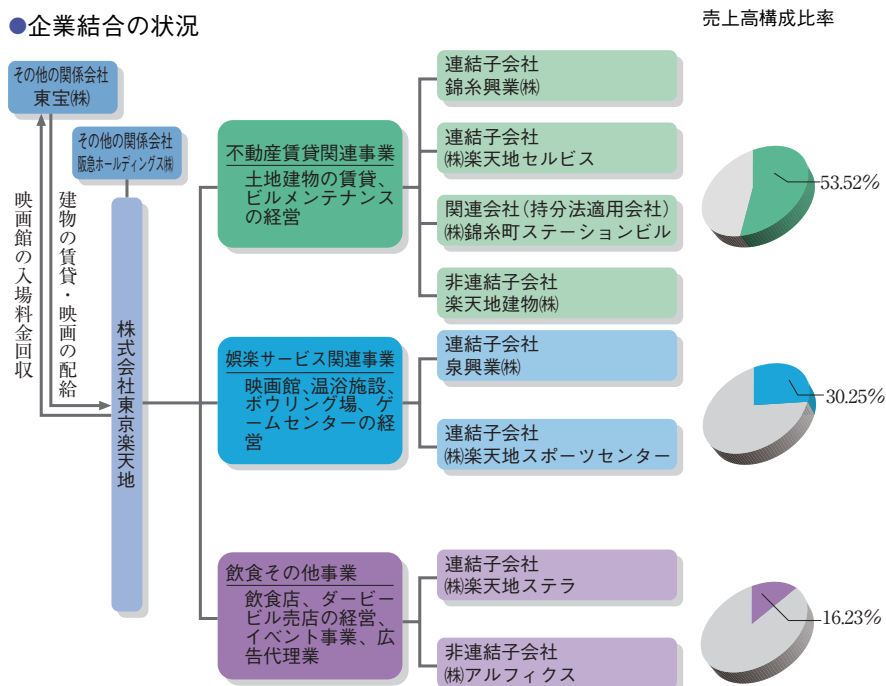 ●企業結合の状況
売上高構成比率
その他の関係会社
東宝㈱
その他の関係会社
阪急ホールディングス㈱
映画館の入場料金回収
建物の賃貸・映画の配給
株式会社東京楽天地
不動産賃貸関連事業
土地建物の賃貸、
ビルメンテナンス
の経営
連結子会社
錦糸興業㈱
連結子会社
㈱楽天地セルビス
関連会社(持分法適用会社)
㈱錦糸町ステーションビル
非連結子会社
楽天地建物㈱
53.52%
娯楽サービス関連事業
映画館、温浴施設、
ボウリング場、ゲ
ームセンターの経
営
連結子会社
泉興業㈱
連結子会社
㈱楽天地スポーツセンター
30.25%
飲食その他事業
飲食店、ダービー
ビル売店の経営、
イベント事業、広
告代理業
連結子会社
㈱楽天地ステラ
非連結子会社
㈱アルフィクス
16.23%